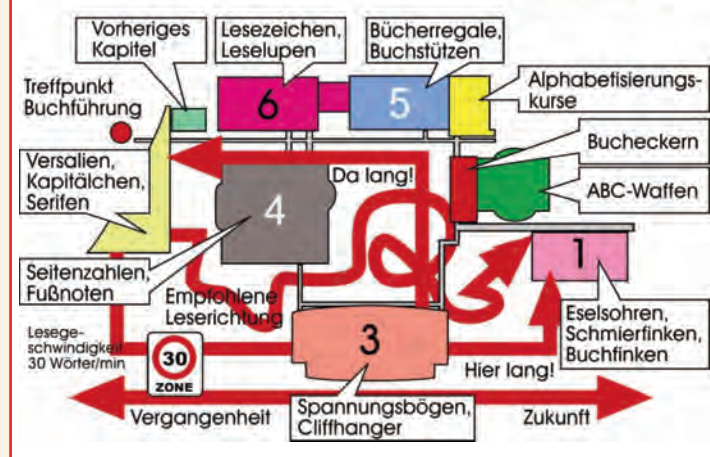 Vorheriges
Kapitel
Lesezeichen,
Leselupen
Bücherregale,
Buchstützen
Treffpunkt
Buchführung
6
5
Alphabetisierungs-
kurse
Versalien,
Kapitälchen,
Serifen
Da lang!
Bucheckern
4
ABC-Waffen
Seitenzahlen,
Fußnoten
1
Empfohlene
Leserichtung
Eselsohren,
Schmierfinken,
Buchfinken
Lesege-
schwindigkeit
30 Wörter/min
30
ZONE
3
Hier lang!
Vergangenheit
Spannungsbögen,
Cliffhanger
Zukunft